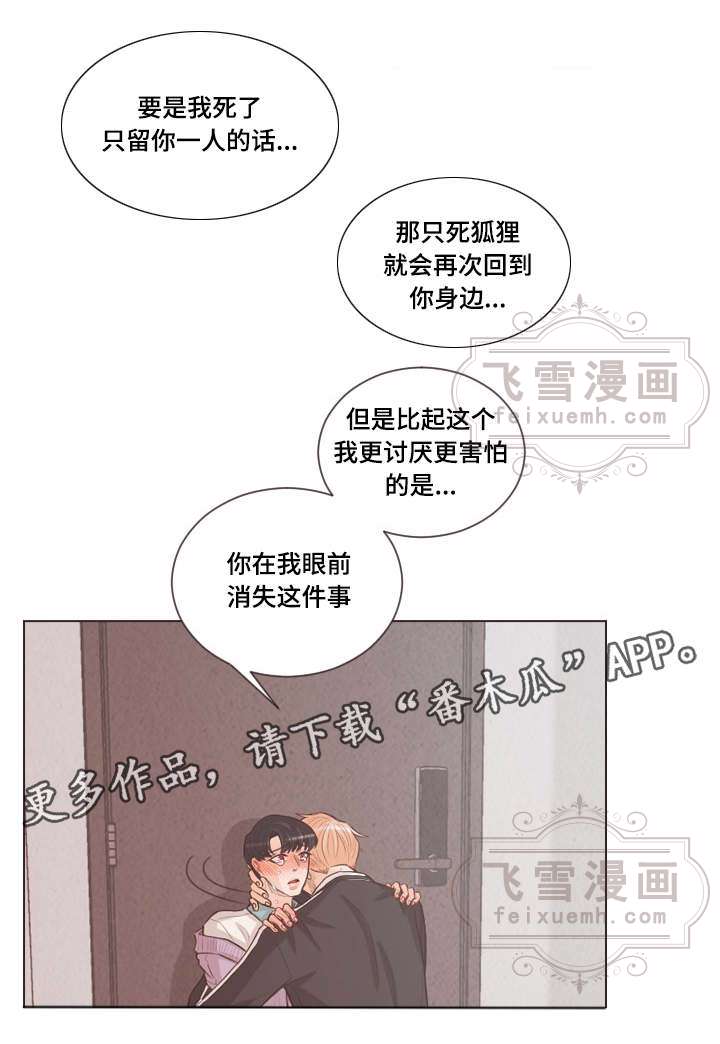 要是我死了
只留你一人的话...
那只死狐狸
就会再次回到
你身边...
飞雪漫画
feixuemh.com
但是比起这个
我更讨厌更害怕
的是...
你在我眼前
消失这件事
更多作品，请下载“番木瓜”APP。
飞雪漫画
feixuemh.com